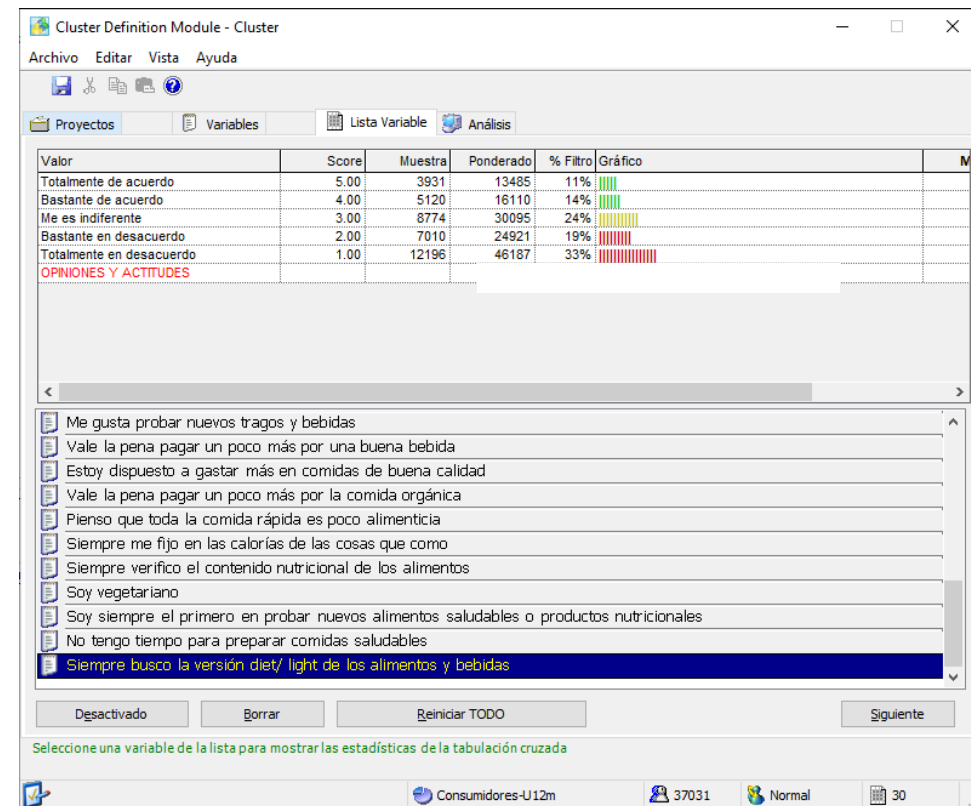 Cluster Definition Module - Cluster
Archivo Editar Vista Ayuda
Proyectos Variables Lista Variable Análisis
Valor Score Muestra Ponderado % Filtro Gráfico M
Totalmente de acuerdo 5.00 3931 13485 11%
Bastante de acuerdo 4.00 5120 16110 14%
Me es indiferente 3.00 8774 30095 24%
Bastante en desacuerdo 2.00 7010 24921 19%
Totalmente en desacuerdo 1.00 12196 46187 33%
OPINIONES Y ACTITUDES
Me gusta probar nuevos tragos y bebidas
Vale la pena pagar un poco más por una buena bebida
Estoy dispuesto a gastar más en comidas de buena calidad
Vale la pena pagar un poco más por la comida orgánica
Pienso que toda la comida rápida es poco alimenticia
Siempre me fijo en las calorías de las cosas que como
Siempre verifico el contenido nutricional de los alimentos
Soy vegetariano
Soy siempre el primero en probar nuevos alimentos saludables o productos nutricionales
No tengo tiempo para preparar comidas saludables
Siempre busco la versión diet/ light de los alimentos y bebidas
Desactivado Borrar Reiniciar TODO Siguiente
Seleccione una variable de la lista para mostrar las estadísticas de la tabulación cruzada
Consumidores-U12m 37031 Normal 30